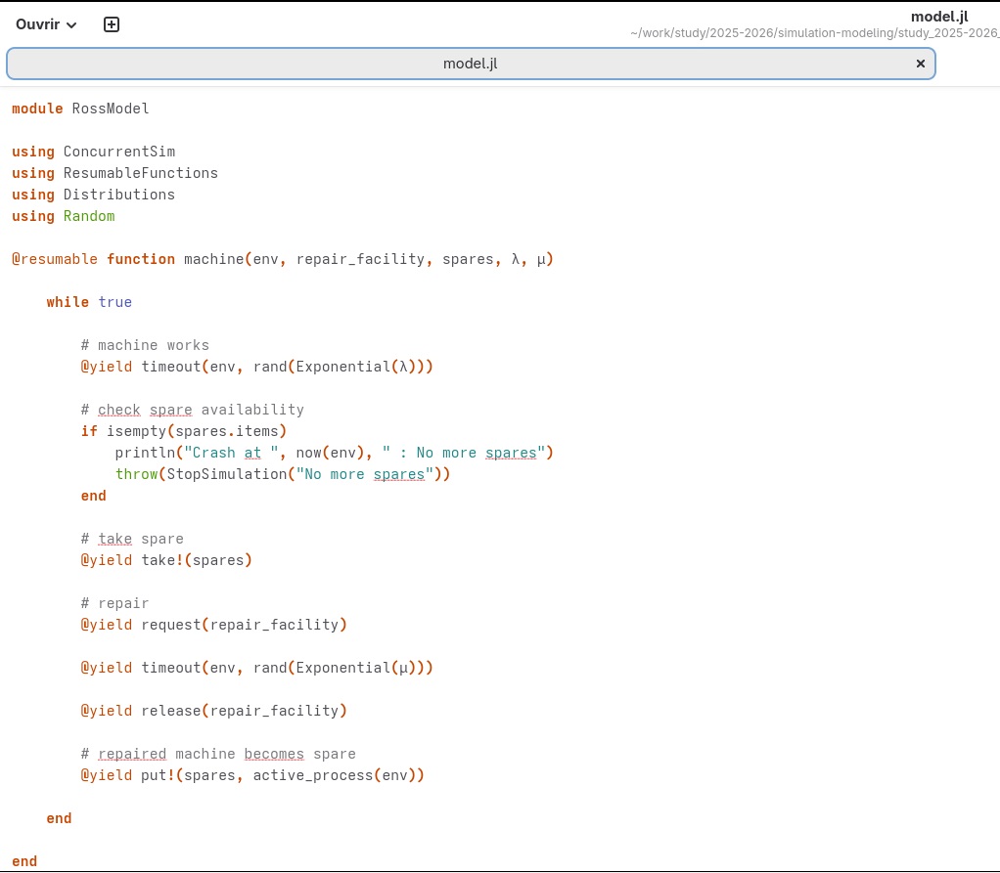 Ouvrir
model.jl
~/work/study/2025-2026/simulation-modeling/study_2025-2026_
model.jl
module RossModel
using ConcurrentSim
using ResumableFunctions
using Distributions
using Random
@resumable function machine(env, repair_facility, spares, λ, μ)
    while true
        # machine works
        @yield timeout(env, rand(Exponential(λ)))
        # check spare availability
        if isempty(spares.items)
            println("Crash at ", now(env), " : No more spares")
            throw(StopSimulation("No more spares"))
        end
        # take spare
        @yield take!(spares)
        # repair
        @yield request(repair_facility)
        @yield timeout(env, rand(Exponential(μ)))
        @yield release(repair_facility)
        # repaired machine becomes spare
        @yield put!(spares, active_process(env))
    end
end